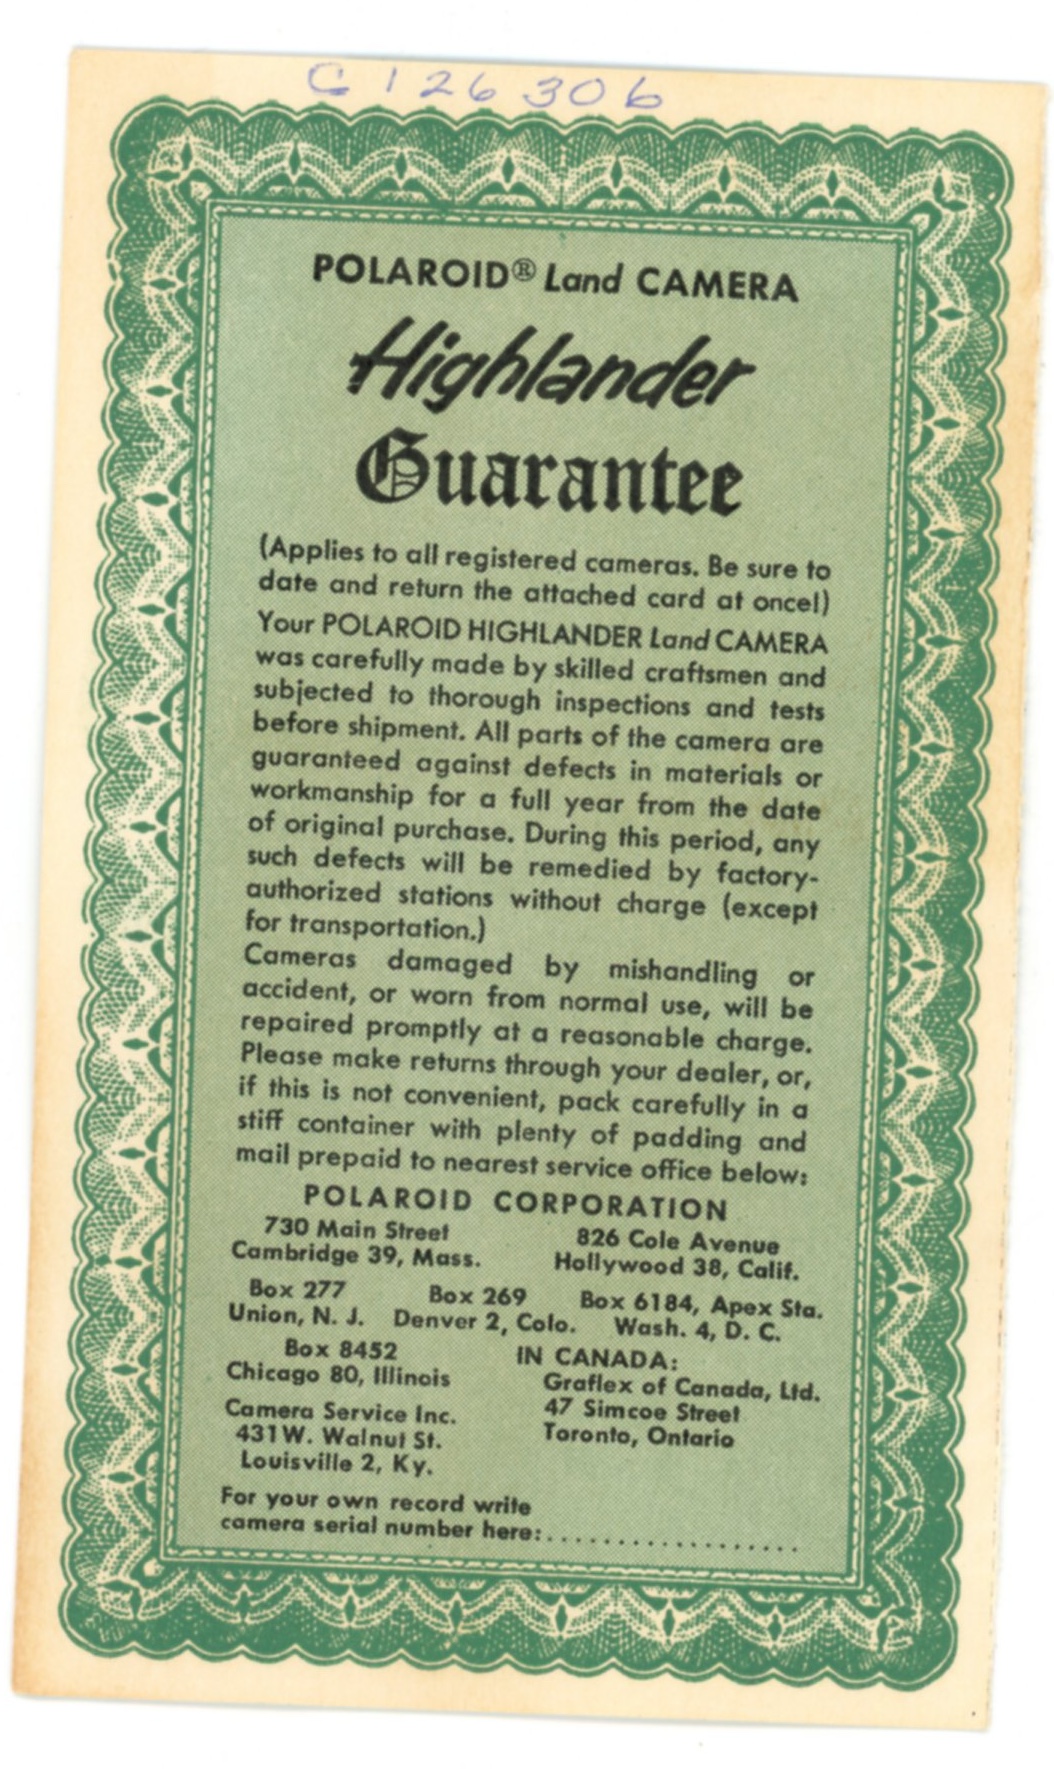 C126306
POLAROID® Land CAMERA
Highlander
Guarantee
(Applies to all registered cameras. Be sure to
date and return the attached card at once!)
Your POLAROID HIGHLANDER Land CAMERA
was carefully made by skilled craftsmen and
subjected to thorough inspections and tests
before shipment. All parts of the camera are
guaranteed against defects in materials or
workmanship for a full year from the date
of original purchase. During this period, any
such defects will be remedied by factory-
authorized stations without charge (except
for transportation.)
Cameras damaged by mishandling or
accident, or worn from normal use, will be
repaired promptly at a reasonable charge.
Please make returns through your dealer, or,
if this is not convenient, pack carefully in a
stiff container with plenty of padding and
mail prepaid to nearest service office below:
POLAROID CORPORATION
730 Main Street
Cambridge 39, Mass.
826 Cole Avenue
Hollywood 38, Calif.
Box 277
Union, N. J.
Box 269
Denver 2, Colo.
Box 6184, Apex Sta.
Wash. 4, D. C.
Box 8452
Chicago 80, Illinois
Camera Service Inc.
431 W. Walnut St.
Louisville 2, Ky.
IN CANADA:
Graflex of Canada, Ltd.
47 Simcoe Street
Toronto, Ontario
For your own record write
camera serial number here:..................